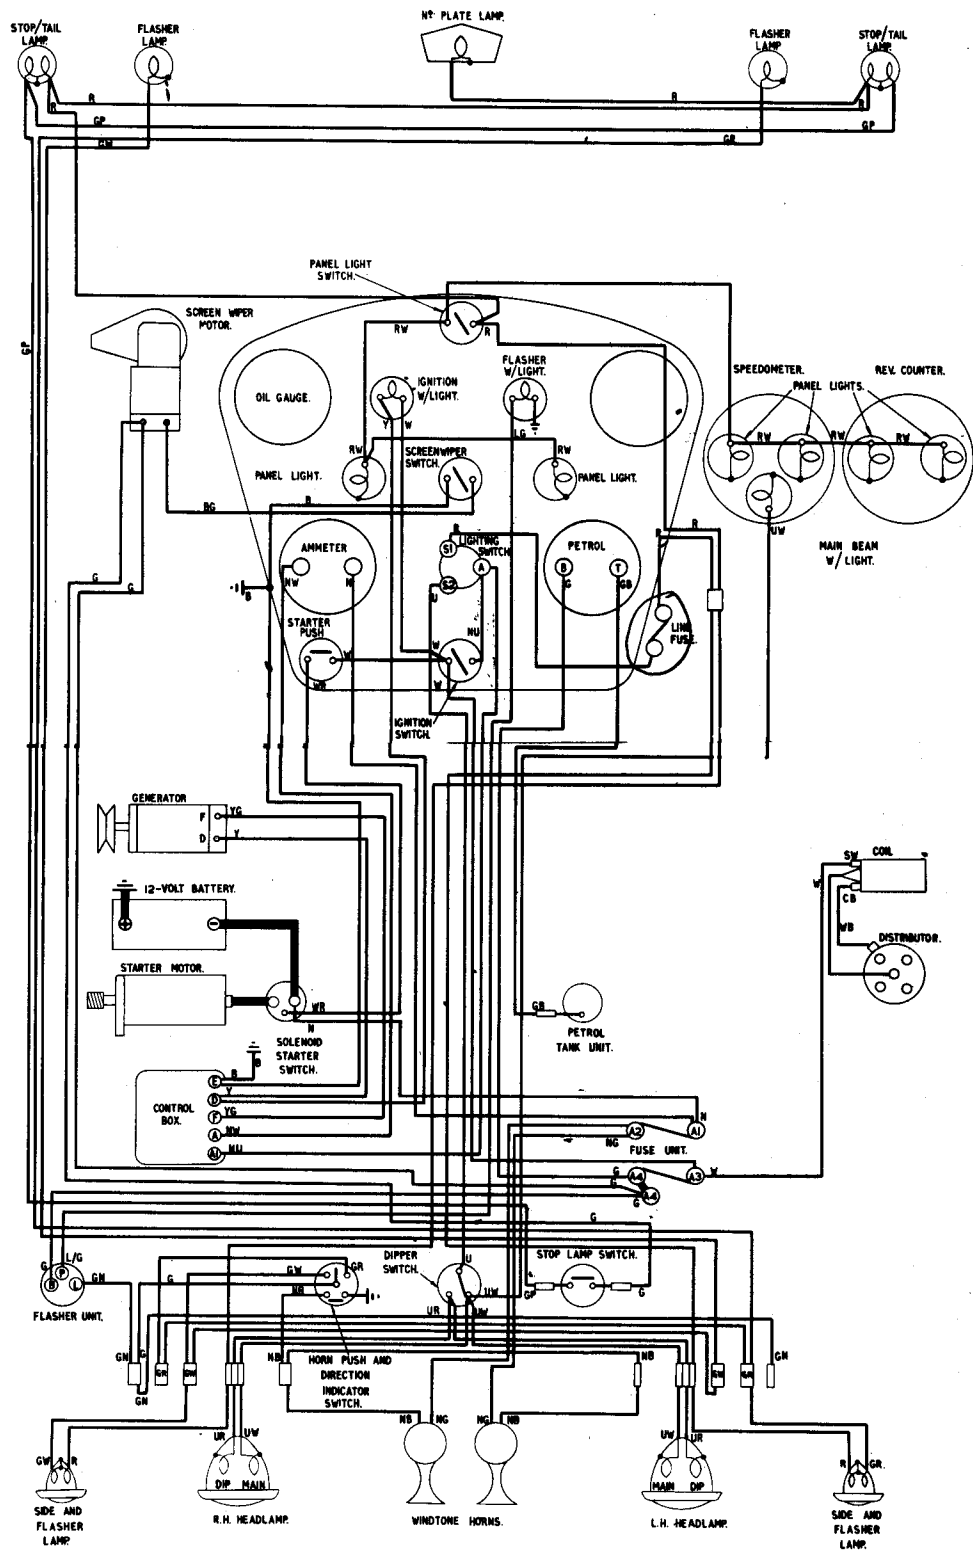 Nº PLATE LAMP.
STOP/TAIL
LAMP.
FLASHER
LAMP.
FLASHER
LAMP
STOP/TAIL
LAMP.
R
R
R
R
GP
GP
GW
GR
PANEL LIGHT
SWITCH.
SCREEN WIPER
MOTOR.
GP
RW
R
FLASHER
W/LIGHT.
IGNITION
W/LIGHT.
OIL GAUGE.
SPEEDOMETER.
REV. COUNTER.
PANEL LIGHTS.
Y
W
LG
RW
RW
RW
RW
RW
SCREENWIPER
SWITCH.
PANEL LIGHT.
PANEL LIGHT.
B
BG
UW
R
R
R
MAIN BEAM
W/LIGHT.
AMMETER
S1
LIGHTING
SWITCH
A
S2
U
PETROL
B
T
G
GB
NW
N
G
G
B
STARTER
PUSH
W
W
NU
LINE
FUSE.
WR
W
IGNITION
SWITCH.
GENERATOR
F
YG
D
Y
12-VOLT BATTERY.
+
−
SW
COIL
W
CB
WB
DISTRIBUTOR.
STARTER MOTOR.
WR
N
SOLENOID
STARTER
SWITCH.
GB
PETROL
TANK UNIT.
B
B
E
Y
D
CONTROL
BOX.
F
YG
A
NW
A1
NU
N
A2
A1
NG
FUSE UNIT.
G
A4
A3
W
G
A4
G
G
STOP LAMP SWITCH.
DIPPER
SWITCH.
U
L/G
G
P
B
L
GN
FLASHER UNIT.
GW
GR
G
NB
UW
UR
UW
GP
G
GN
G
GR
GW
NB
NB
GW
GR
GN
GN
HORN PUSH AND
DIRECTION
INDICATOR
SWITCH.
NB
NG
NG
NB
UR
UW
UW
UR
GW
R
R
GR.
DIP
MAIN
MAIN
DIP
SIDE AND
FLASHER
LAMP
R.H. HEADLAMP.
WINDTONE HORNS.
L.H. HEADLAMP.
SIDE AND
FLASHER
LAMP.